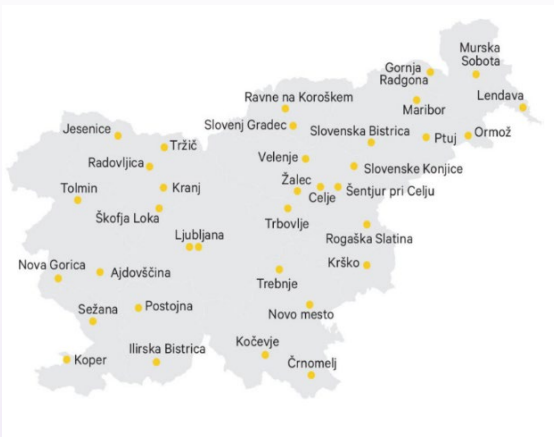 Murska
Sobota
Gornja
Radgona
Lendava
Ravne na Koroškem
Maribor
Slovenj Gradec
Slovenska Bistrica
Ptuj
Ormož
Jesenice
Tržič
Velenje
Slovenske Konjice
Radovljica
Žalec
Tolmin
Kranj
Celje
Šentjur pri Celju
Škofja Loka
Trbovlje
Ljubljana
Rogaška Slatina
Nova Gorica
Ajdovščina
Krško
Trebnje
Sežana
Postojna
Novo mesto
Kočevje
Ilirska Bistrica
Koper
Črnomelj